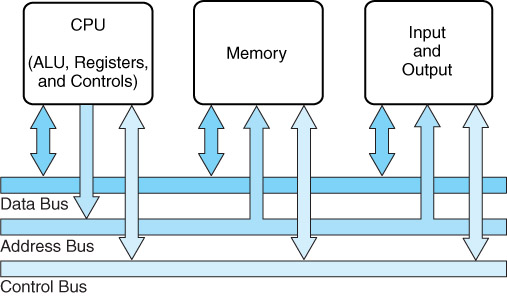 CPU
(ALU, Registers,
and Controls)
Memory
Input
and
Output
Data Bus
Address Bus
Control Bus